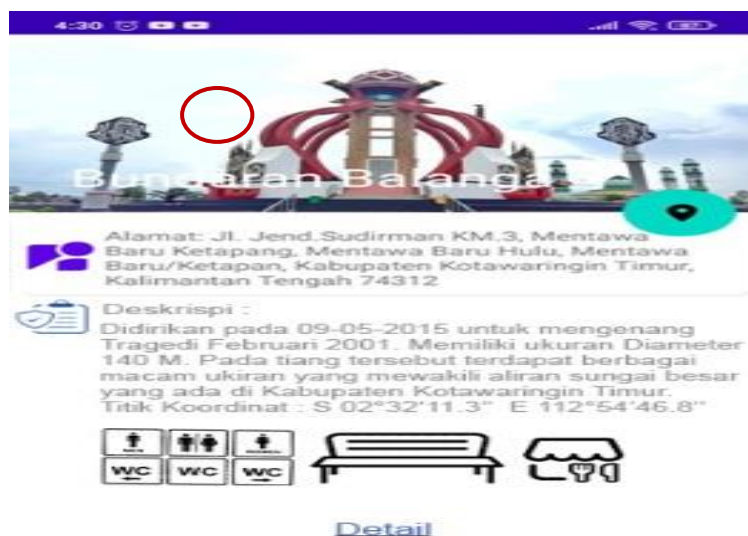 4:30
Bundaran Balanga
Alamat: Jl. Jend.Sudirman KM.3, Mentawa
Baru Ketapang, Mentawa Baru Hulu, Mentawa
Baru/Ketapan, Kabupaten Kotawaringin Timur,
Kalimantan Tengah 74312
Deskrispi :
Didirikan pada 09-05-2015 untuk mengenang
Tragedi Februari 2001. Memiliki ukuran Diameter
140 M. Pada tiang tersebut terdapat berbagai
macam ukiran yang mewakili aliran sungai besar
yang ada di Kabupaten Kotawaringin Timur.
Titik Koordinat : S 02°32'11.3" E 112°54'46.8"
MEN
WC WC WC
Detail